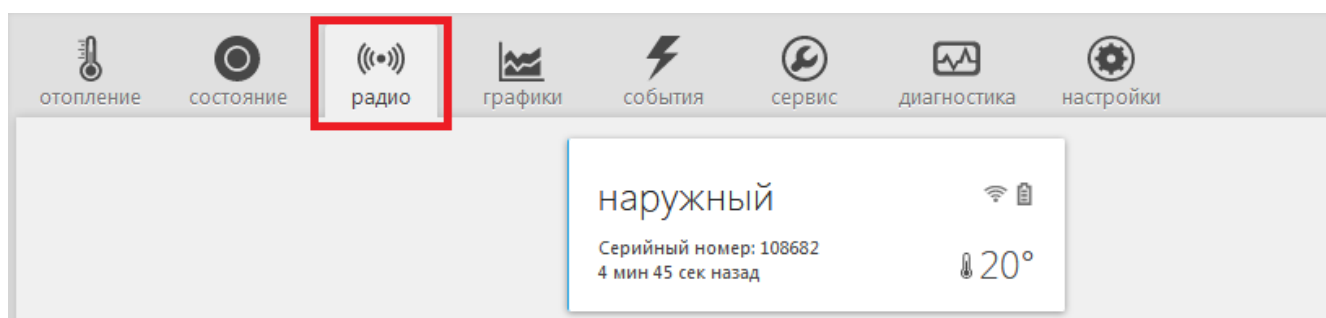 отопление состояние радио графики события сервис диагностика настройки
наружный
Серийный номер: 108682
4 мин 45 сек назад
20°